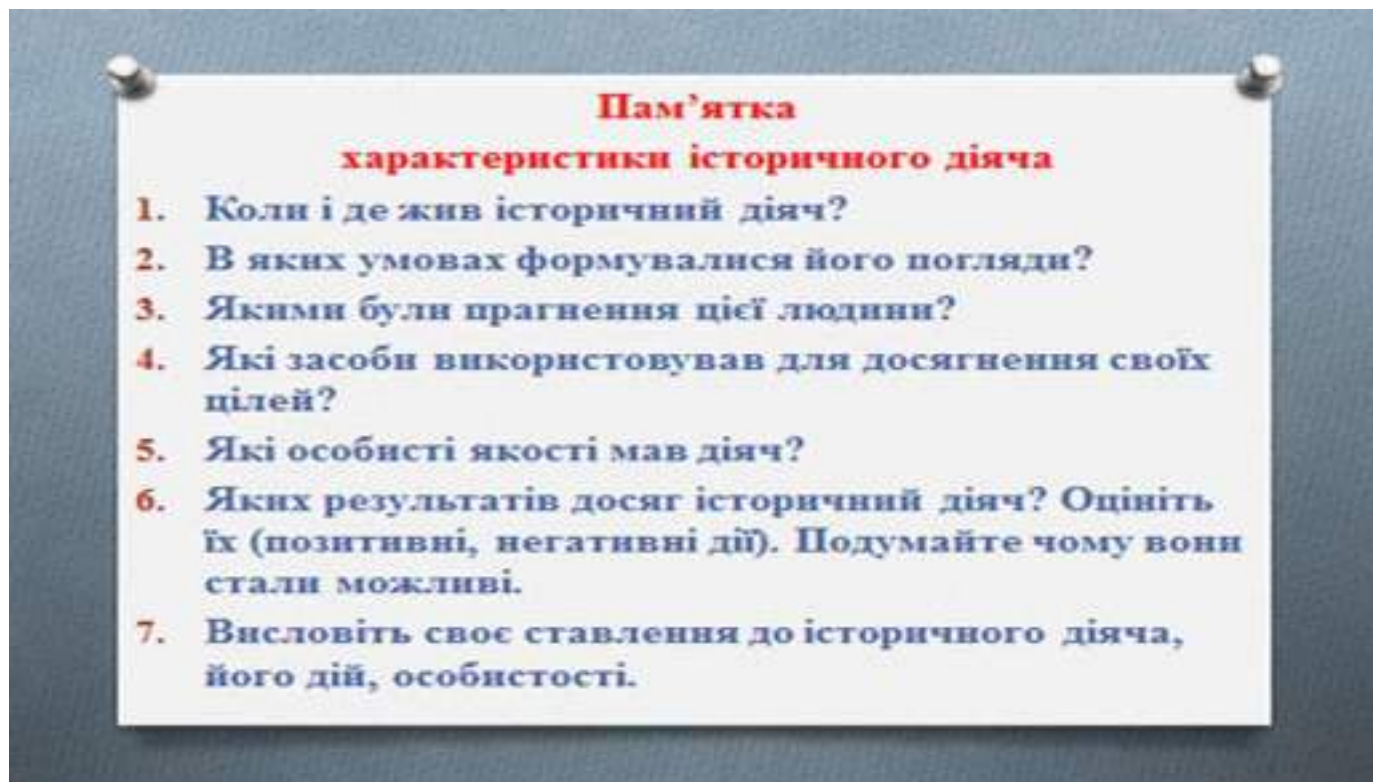 Пам’ятка
характеристики історичного діяча
1. Коли і де жив історичний діяч?
2. В яких умовах формувалися його погляди?
3. Якими були прагнення цієї людини?
4. Які засоби використовував для досягнення своїх
цілей?
5. Які особисті якості мав діяч?
6. Яких результатів досяг історичний діяч? Оцініть
їх (позитивні, негативні дії). Подумайте чому вони
стали можливі.
7. Висловіть своє ставлення до історичного діяча,
його дій, особистості.